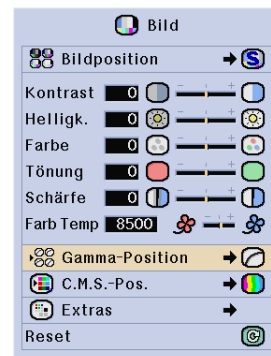 Bild
Bildposition S
Kontrast 0 - +
Helligk. 0 - +
Farbe 0 - +
Tönung 0 - +
Schärfe 0 - +
Farb Temp 8500 - +
Gamma-Position
C.M.S.-Pos.
Extras
Reset